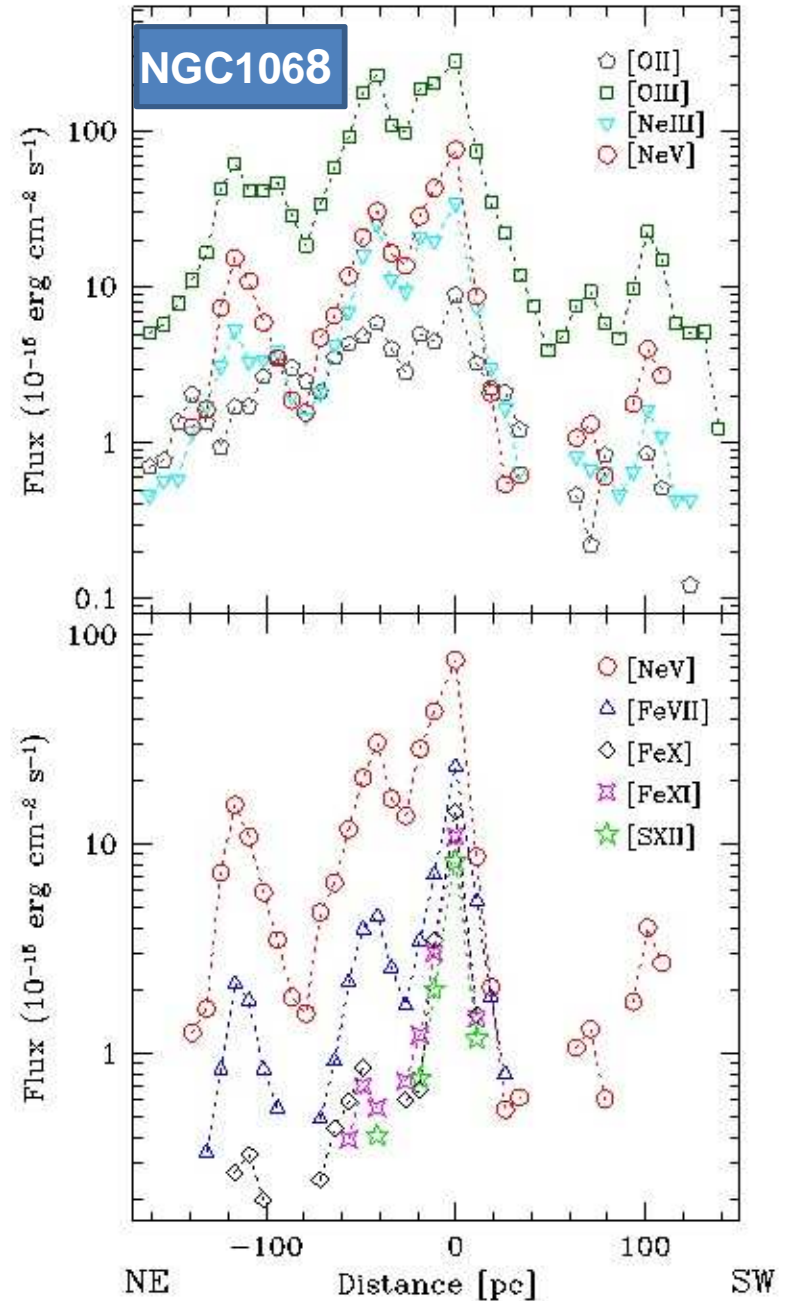 NGC1068
[OII]
[OIII]
[NeIII]
[NeV]
100
10
1
0.1
Flux (10⁻¹⁵ erg cm⁻² s⁻¹)
[NeV]
[FeVII]
[FeX]
[FeXI]
[SXII]
100
10
1
Flux (10⁻¹⁵ erg cm⁻² s⁻¹)
−100 0 100
NE Distance [pc] SW